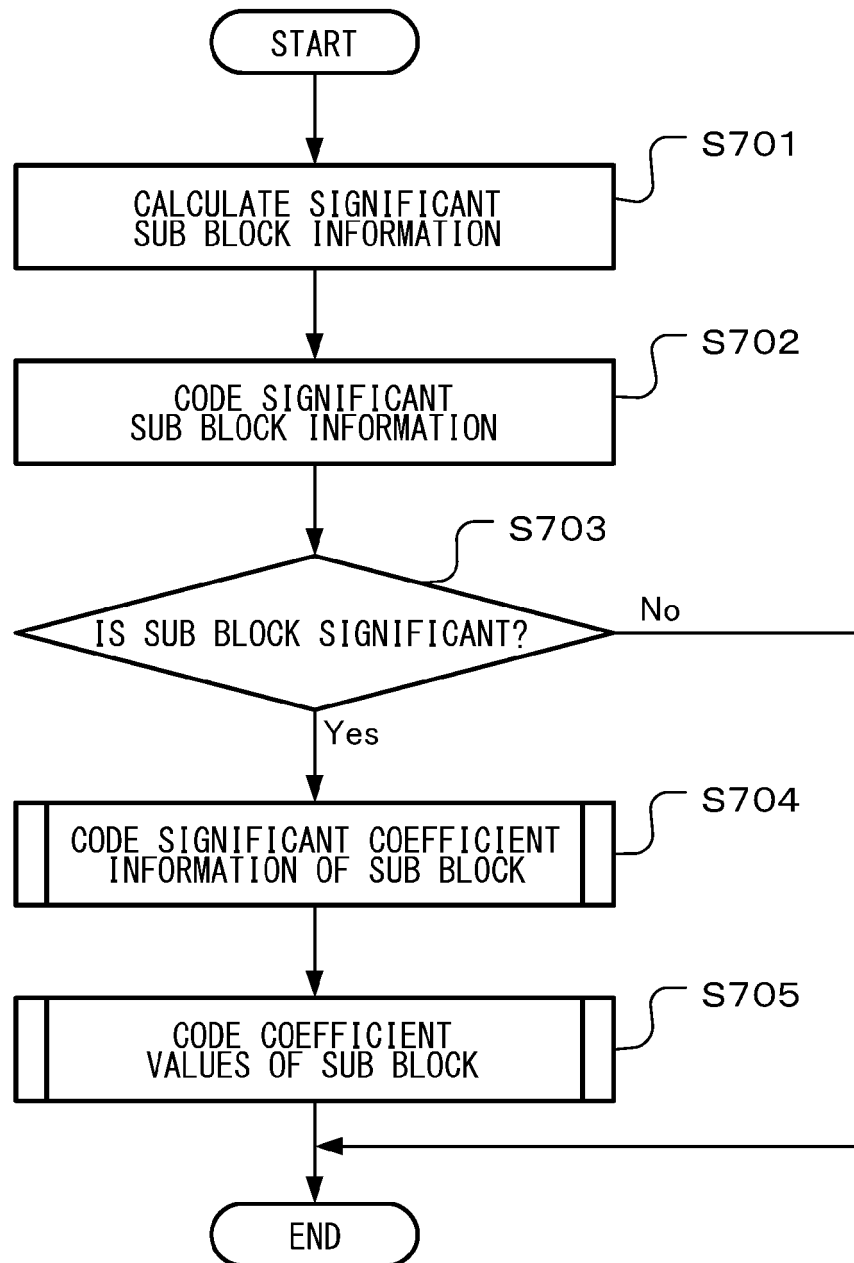 START
S701
CALCULATE SIGNIFICANT
SUB BLOCK INFORMATION
S702
CODE SIGNIFICANT
SUB BLOCK INFORMATION
S703
IS SUB BLOCK SIGNIFICANT?
No
Yes
S704
CODE SIGNIFICANT COEFFICIENT
INFORMATION OF SUB BLOCK
S705
CODE COEFFICIENT
VALUES OF SUB BLOCK
END